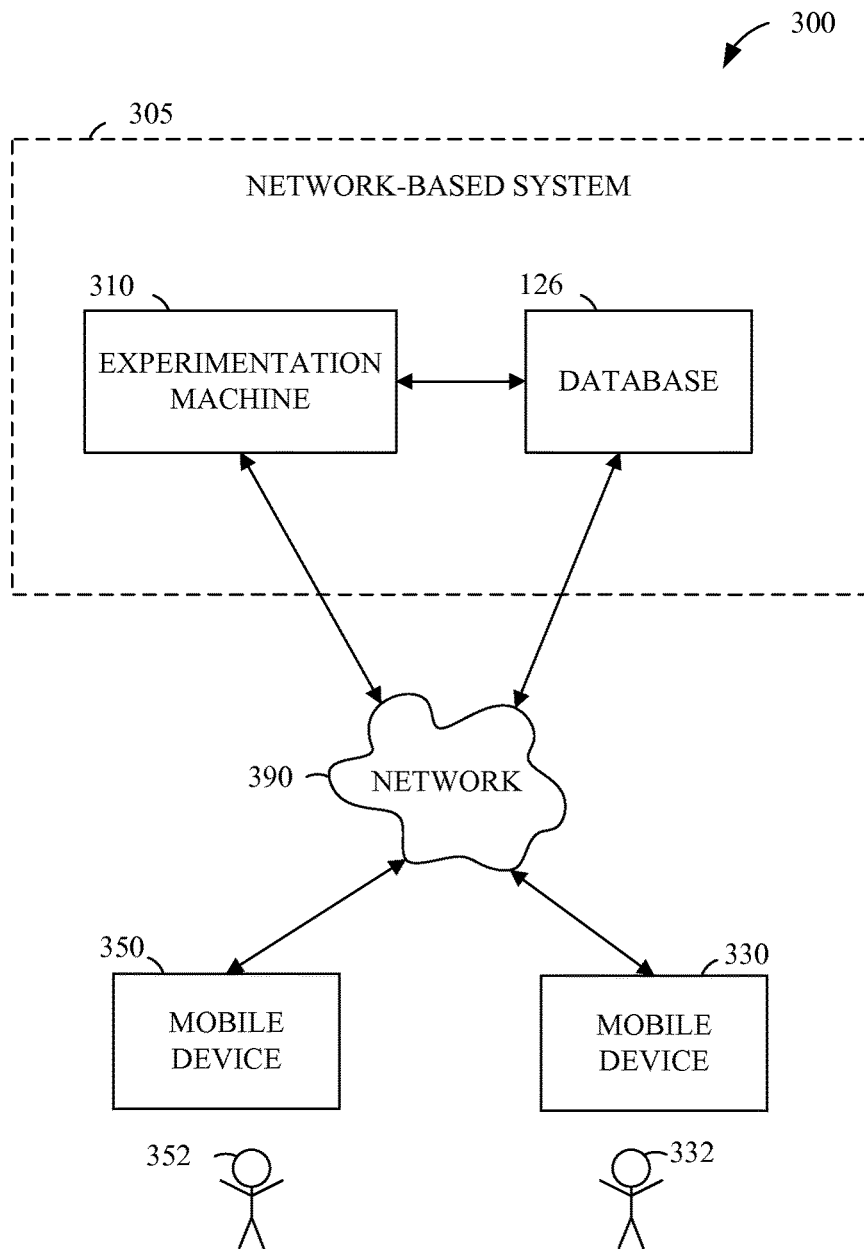 300
305
NETWORK-BASED SYSTEM
310
126
EXPERIMENTATION
MACHINE
DATABASE
390
NETWORK
350
330
MOBILE
DEVICE
MOBILE
DEVICE
352
332